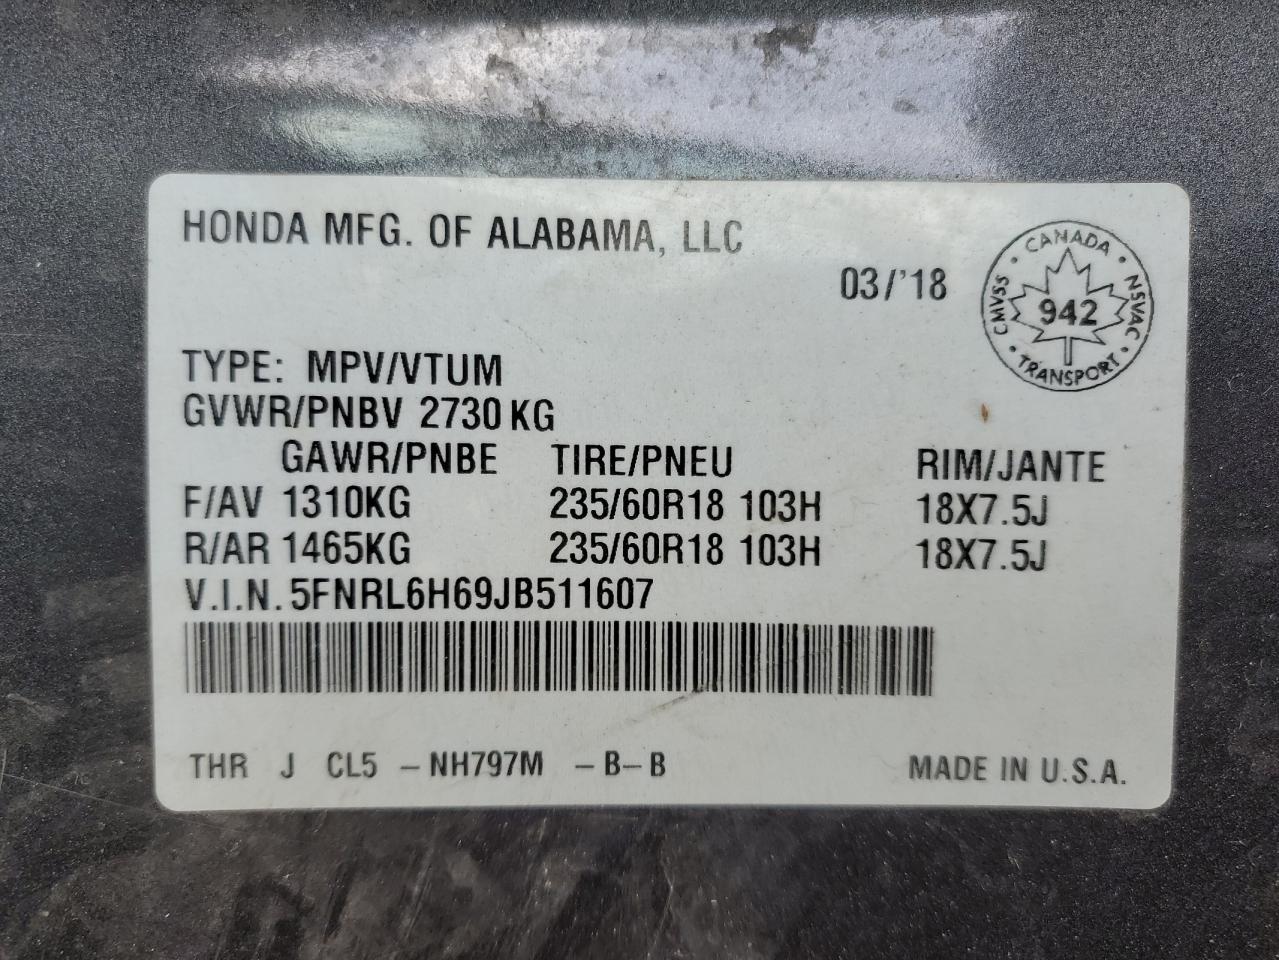 HONDA MFG. OF ALABAMA, LLC
03/'18
CANADA
CMVSS
942
NSVAC
TRANSPORT
TYPE: MPV/VTUM
GVWR/PNBV 2730 KG
GAWR/PNBE TIRE/PNEU RIM/JANTE
F/AV 1310KG 235/60R18 103H 18X7.5J
R/AR 1465KG 235/60R18 103H 18X7.5J
V.I.N. 5FNRL6H69JB511607
THR J CL5 -NH797M -B-B MADE IN U.S.A.